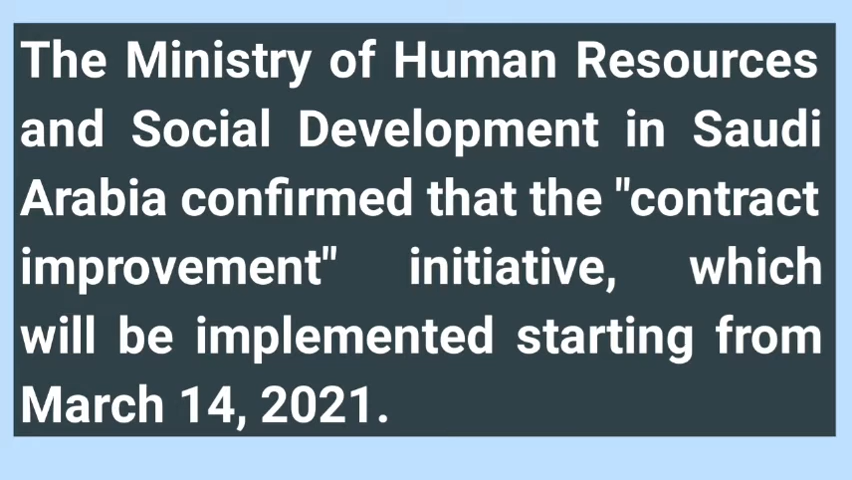 The Ministry of Human Resources
and Social Development in Saudi
Arabia confirmed that the "contract
improvement" initiative, which
will be implemented starting from
March 14, 2021.